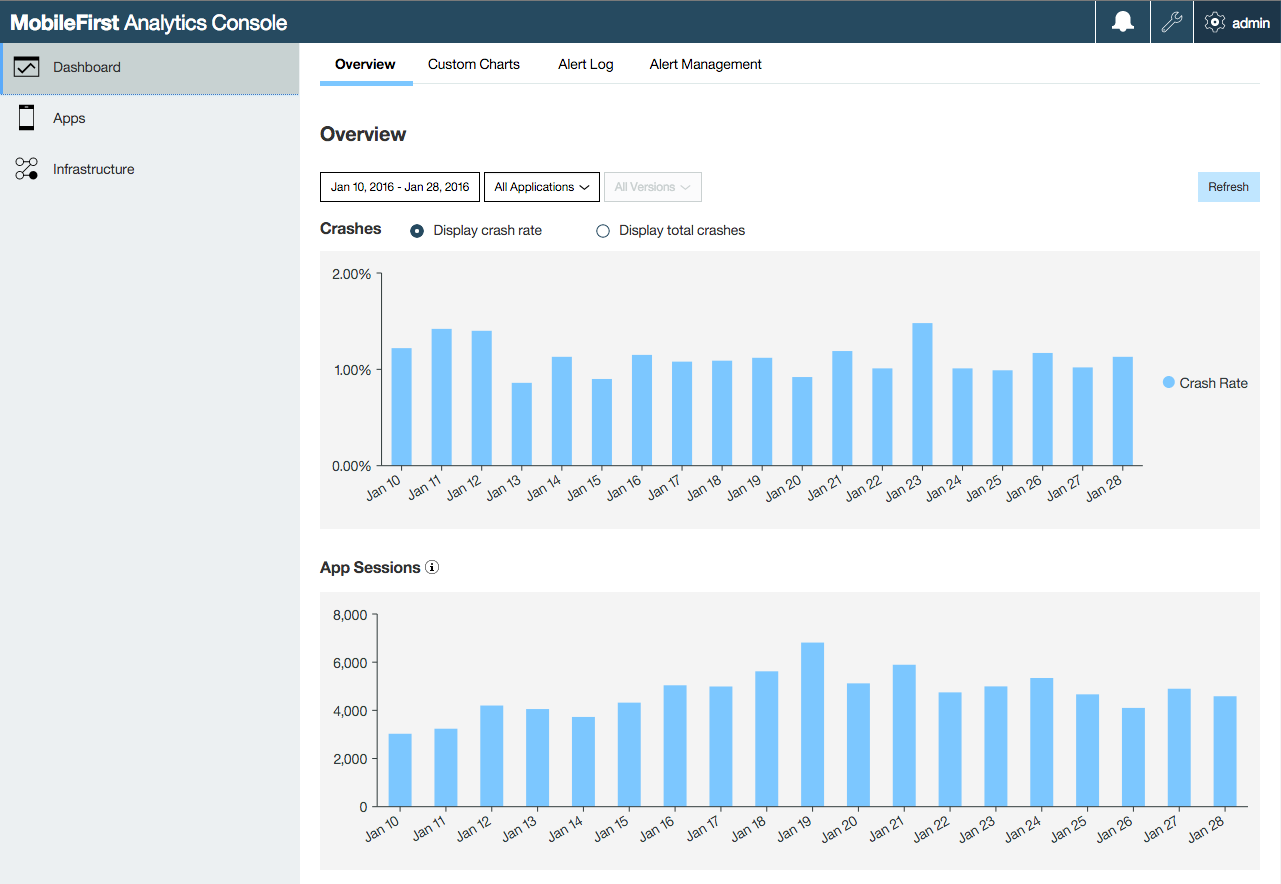 MobileFirst Analytics Console
admin
Dashboard
Apps
Infrastructure
Overview Custom Charts Alert Log Alert Management
Overview
Jan 10, 2016 - Jan 28, 2016 All Applications All Versions Refresh
Crashes Display crash rate Display total crashes
2.00%
1.00%
0.00%
Jan 10 Jan 11 Jan 12 Jan 13 Jan 14 Jan 15 Jan 16 Jan 17 Jan 18 Jan 19 Jan 20 Jan 21 Jan 22 Jan 23 Jan 24 Jan 25 Jan 26 Jan 27 Jan 28
Crash Rate
App Sessions
8,000
6,000
4,000
2,000
0
Jan 10 Jan 11 Jan 12 Jan 13 Jan 14 Jan 15 Jan 16 Jan 17 Jan 18 Jan 19 Jan 20 Jan 21 Jan 22 Jan 23 Jan 24 Jan 25 Jan 26 Jan 27 Jan 28